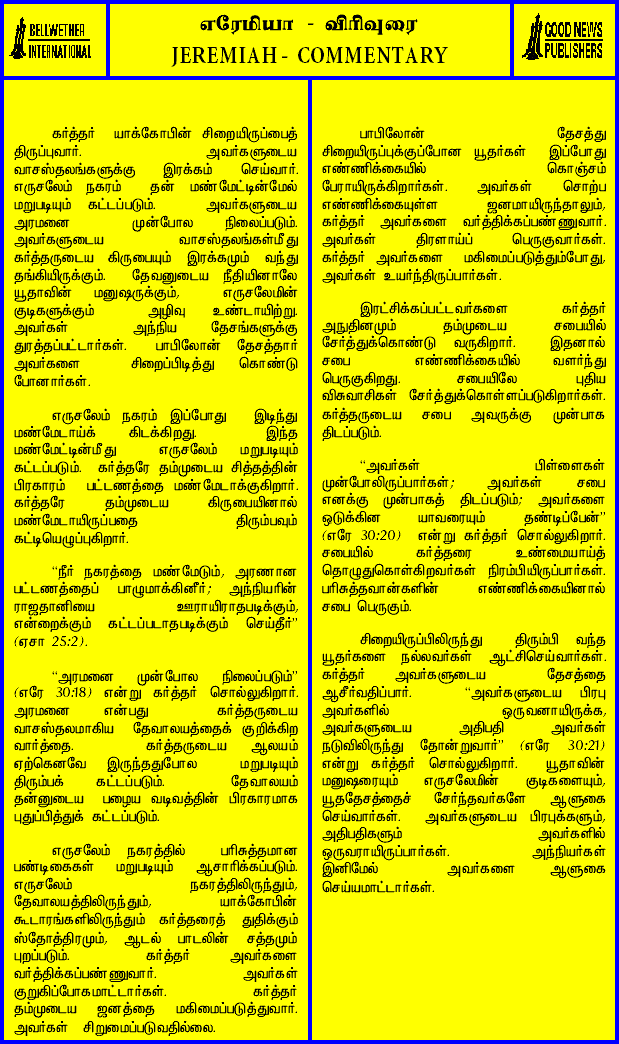 BELLWETHER
INTERNATIONAL
எரேமியா - விரிவுரை
JEREMIAH - COMMENTARY
GOOD NEWS
PUBLISHERS
கர்த்தர் யாக்கோபின் சிறையிருப்பைத்
திருப்புவார். அவர்களுடைய
வாசஸ்தலங்களுக்கு இரக்கம் செய்வார்.
எருசலேம் நகரம் தன் மண்மேட்டின்மேல்
மறுபடியும் கட்டப்படும். அவர்களுடைய
அரமனை முன்போல நிலைப்படும்.
அவர்களுடைய வாசஸ்தலங்கள்மீது
கர்த்தருடைய கிருபையும் இரக்கமும் வந்து
தங்கியிருக்கும். தேவனுடைய நீதியினாலே
யூதாவின் மனுஷருக்கும், எருசலேமின்
குடிகளுக்கும் அழிவு உண்டாயிற்று.
அவர்கள் அந்நிய தேசங்களுக்கு
துரத்தப்பட்டார்கள். பாபிலோன் தேசத்தார்
அவர்களை சிறைப்பிடித்து கொண்டு
போனார்கள்.
எருசலேம் நகரம் இப்போது இடிந்து
மண்மேடாய்க் கிடக்கிறது. இந்த
மண்மேட்டின்மீது எருசலேம் மறுபடியும்
கட்டப்படும். கர்த்தரே தம்முடைய சித்தத்தின்
பிரகாரம் பட்டணத்தை மண்மேடாக்குகிறார்.
கர்த்தரே தம்முடைய கிருபையினால்
மண்மேடாயிருப்பதை திரும்பவும்
கட்டியெழுப்புகிறார்.
“நீர் நகரத்தை மண்மேடும், அரணான
பட்டணத்தைப் பாழுமாக்கினீர்; அந்நியரின்
ராஜதானியை ஊராயிராதபடிக்கும்,
என்றைக்கும் கட்டப்படாதபடிக்கும் செய்தீர்”
(ஏசா 25:2).
“அரமனை முன்போல நிலைப்படும்”
(எரே 30:18) என்று கர்த்தர் சொல்லுகிறார்.
அரமனை என்பது கர்த்தருடைய
வாசஸ்தலமாகிய தேவாலயத்தைக் குறிக்கிற
வார்த்தை. கர்த்தருடைய ஆலயம்
ஏற்கெனவே இருந்ததுபோல மறுபடியும்
திரும்பக் கட்டப்படும். தேவாலயம்
தன்னுடைய பழைய வடிவத்தின் பிரகாரமாக
புதுப்பித்துக் கட்டப்படும்.
எருசலேம் நகரத்தில் பரிசுத்தமான
பண்டிகைகள் மறுபடியும் ஆசாரிக்கப்படும்.
எருசலேம் நகரத்திலிருந்தும்,
தேவாலயத்திலிருந்தும், யாக்கோபின்
கூடாரங்களிலிருந்தும் கர்த்தரைத் துதிக்கும்
ஸ்தோத்திரமும், ஆடல் பாடலின் சத்தமும்
புறப்படும். கர்த்தர் அவர்களை
வர்த்திக்கப்பண்ணுவார். அவர்கள்
குறுகிப்போகமாட்டார்கள். கர்த்தர்
தம்முடைய ஜனத்தை மகிமைப்படுத்துவார்.
அவர்கள் சிறுமைப்படுவதில்லை.
பாபிலோன் தேசத்து
சிறையிருப்புக்குப்போன யூதர்கள் இப்போது
எண்ணிக்கையில் கொஞ்சம்
பேராயிருக்கிறார்கள். அவர்கள் சொற்ப
எண்ணிக்கையுள்ள ஜனமாயிருந்தாலும்,
கர்த்தர் அவர்களை வர்த்திக்கப்பண்ணுவார்.
அவர்கள் திரளாய்ப் பெருகுவார்கள்.
கர்த்தர் அவர்களை மகிமைப்படுத்தும்போது,
அவர்கள் உயர்ந்திருப்பார்கள்.
இரட்சிக்கப்பட்டவர்களை கர்த்தர்
அநுதினமும் தம்முடைய சபையில்
சேர்த்துக்கொண்டு வருகிறார். இதனால்
சபை எண்ணிக்கையில் வளர்ந்து
பெருகுகிறது. சபையிலே புதிய
விசுவாசிகள் சேர்த்துக்கொள்ளப்படுகிறார்கள்.
கர்த்தருடைய சபை அவருக்கு முன்பாக
திடப்படும்.
“அவர்கள் பிள்ளைகள்
முன்போலிருப்பார்கள்; அவர்கள் சபை
எனக்கு முன்பாகத் திடப்படும்; அவர்களை
ஒடுக்கின யாவரையும் தண்டிப்பேன்”
(எரே 30:20) என்று கர்த்தர் சொல்லுகிறார்.
சபையில் கர்த்தரை உண்மையாய்த்
தொழுதுகொள்கிறவர்கள் நிரம்பியிருப்பார்கள்.
பரிசுத்தவான்களின் எண்ணிக்கையினால்
சபை பெருகும்.
சிறையிருப்பிலிருந்து திரும்பி வந்த
யூதர்களை நல்லவர்கள் ஆட்சிசெய்வார்கள்.
கர்த்தர் அவர்களுடைய தேசத்தை
ஆசீர்வதிப்பார். “அவர்களுடைய பிரபு
அவர்களில் ஒருவனாயிருக்க,
அவர்களுடைய அதிபதி அவர்கள்
நடுவிலிருந்து தோன்றுவார்” (எரே 30:21)
என்று கர்த்தர் சொல்லுகிறார். யூதாவின்
மனுஷரையும் எருசலேமின் குடிகளையும்,
யூததேசத்தைச் சேர்ந்தவர்களே ஆளுகை
செய்வார்கள். அவர்களுடைய பிரபுக்களும்,
அதிபதிகளும் அவர்களில்
ஒருவராயிருப்பார்கள். அந்நியர்கள்
இனிமேல் அவர்களை ஆளுகை
செய்யமாட்டார்கள்.